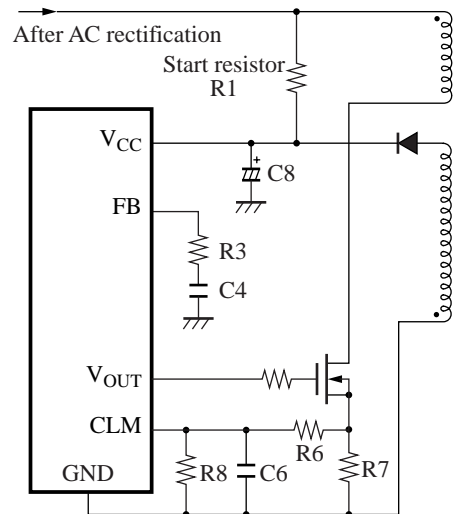 After AC rectification
Start resistor
R1
VCC
+
C8
FB
R3
C4
VOUT
CLM
R6
R8
C6
R7
GND